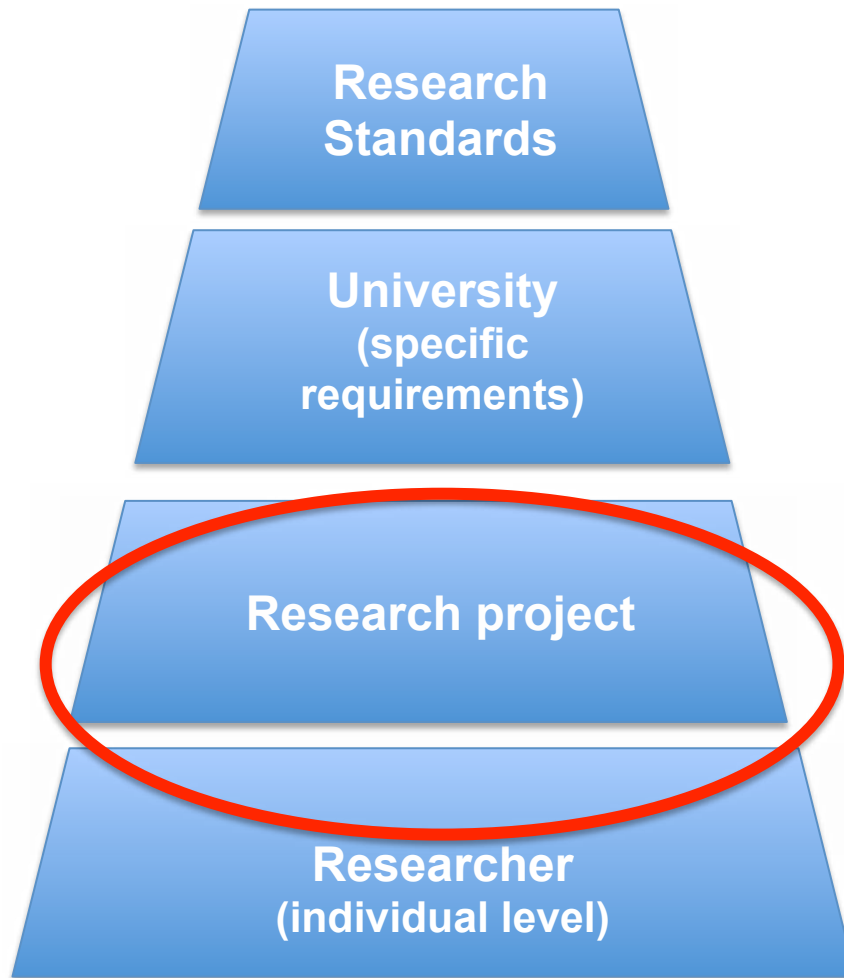 Research
Standards
University
(specific
requirements)
Research project
Researcher
(individual level)